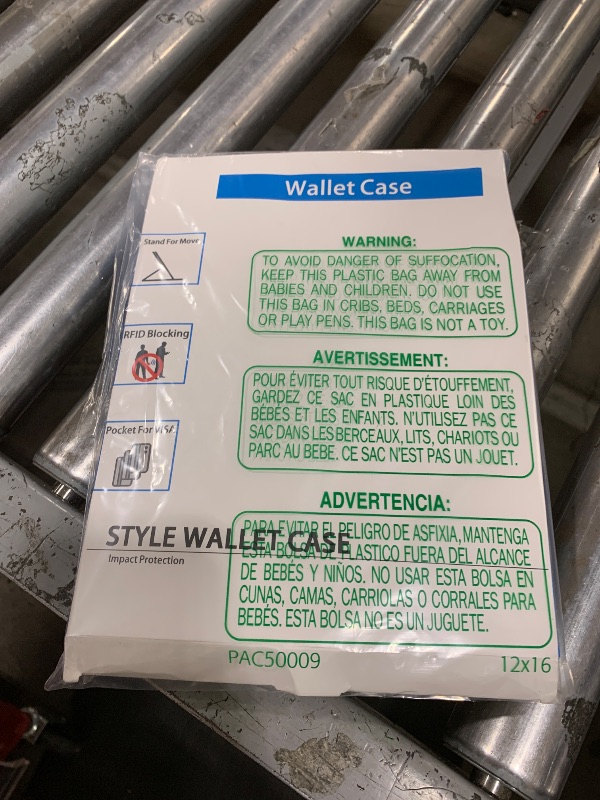 Wallet Case
Stand For Move
RFID Blocking
Pocket For VISA
WARNING:
TO AVOID DANGER OF SUFFOCATION,
KEEP THIS PLASTIC BAG AWAY FROM
BABIES AND CHILDREN. DO NOT USE
THIS BAG IN CRIBS, BEDS, CARRIAGES
OR PLAY PENS. THIS BAG IS NOT A TOY.
AVERTISSEMENT:
POUR ÉVITER TOUT RISQUE D'ÉTOUFFEMENT,
GARDEZ CE SAC EN PLASTIQUE LOIN DES
BÉBÉS ET LES ENFANTS. N'UTILISEZ PAS CE
SAC DANS LES BERCEAUX, LITS, CHARIOTS OU
PARC AU BEBE. CE SAC N'EST PAS UN JOUET.
ADVERTENCIA:
PARA EVITAR EL PELIGRO DE ASFIXIA, MANTENGA
ESTA BOLSA DE PLASTICO FUERA DEL ALCANCE
DE BEBÉS Y NIÑOS. NO USAR ESTA BOLSA EN
CUNAS, CAMAS, CARRIOLAS O CORRALES PARA
BEBÉS. ESTA BOLSA NO ES UN JUGUETE.
STYLE WALLET CASE
Impact Protection
PAC50009
12x16